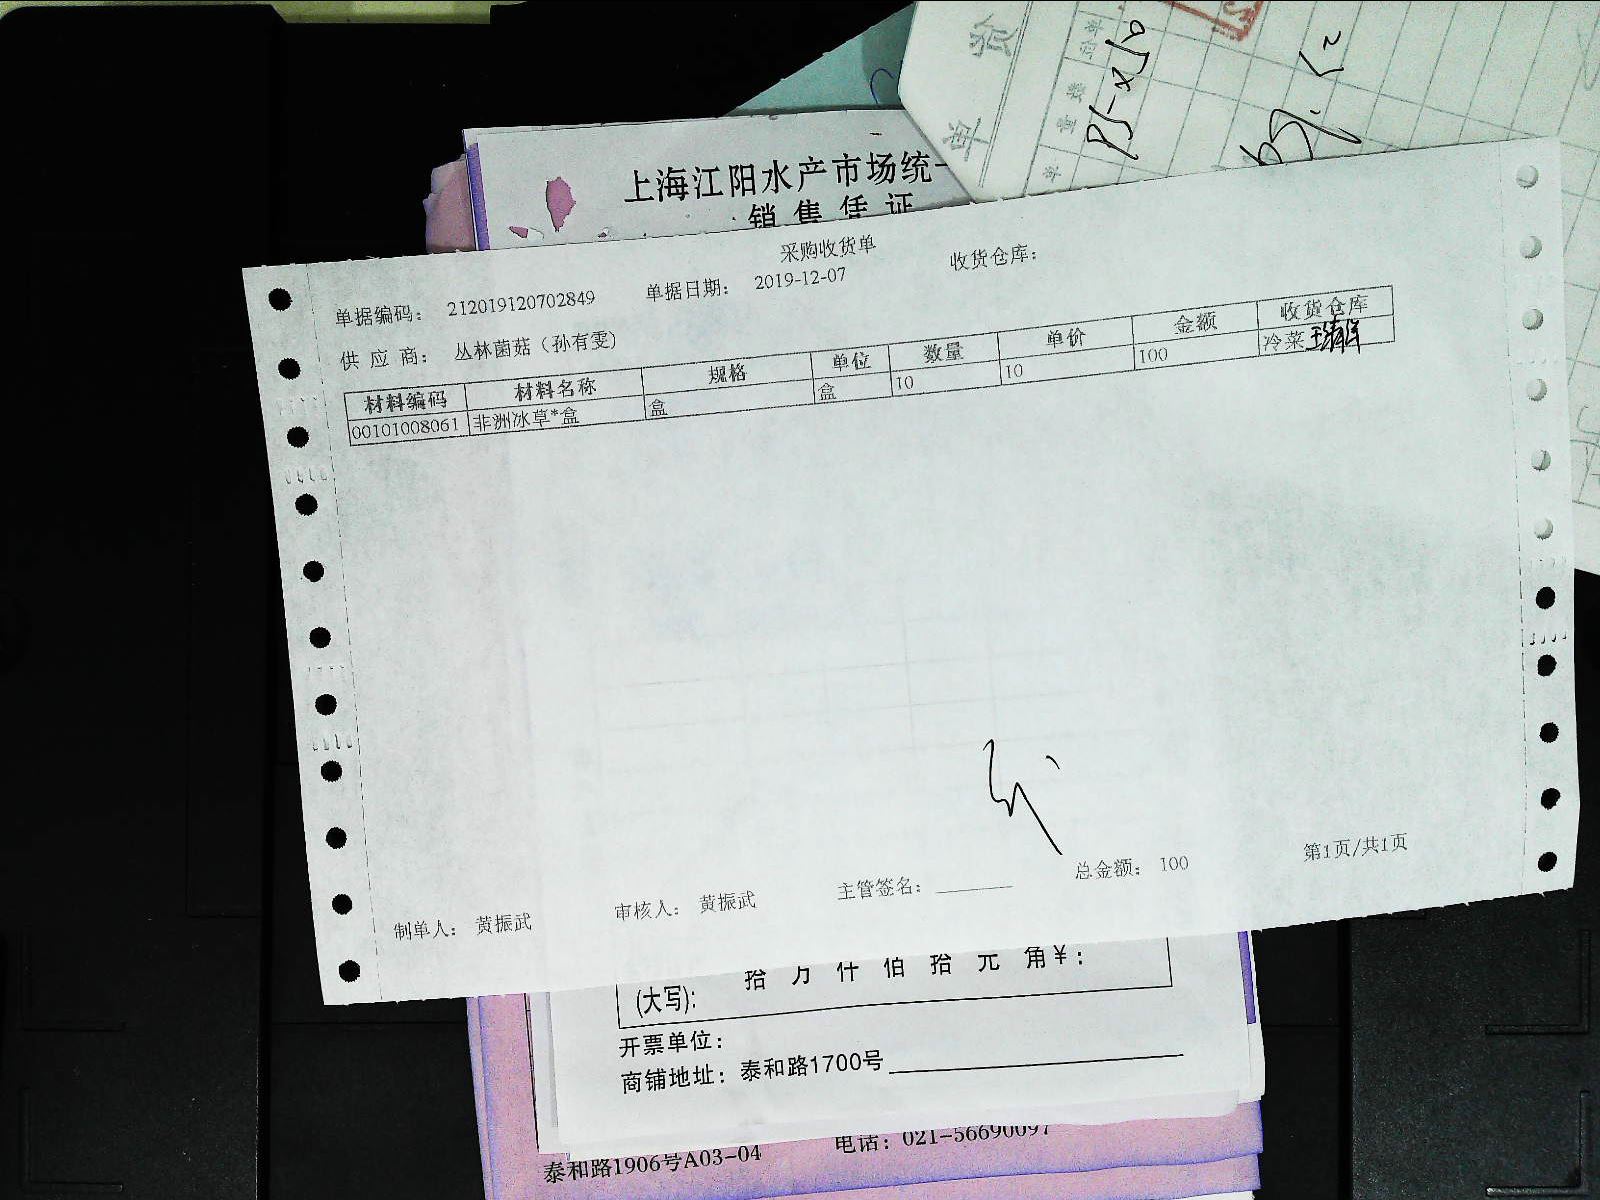 上海江阳水产市场统一
销售凭证
采购收货单
单据编码： 212019120702849 单据日期： 2019-12-07 收货仓库：
供 应 商： 丛林菌菇（孙有雯）
材料编码 材料名称 规格 单位 数量 单价 金额 收货仓库
00101008061 非洲冰草*盒 盒 盒 10 10 100 冷菜
制单人： 黄振武 审核人： 黄振武 主管签名： 总金额： 100 第1页/共1页
拾 万 仟 佰 拾 元 角￥：
(大写):
开票单位：
商铺地址：泰和路1700号
泰和路1906号A03-04 电话：021-56690097